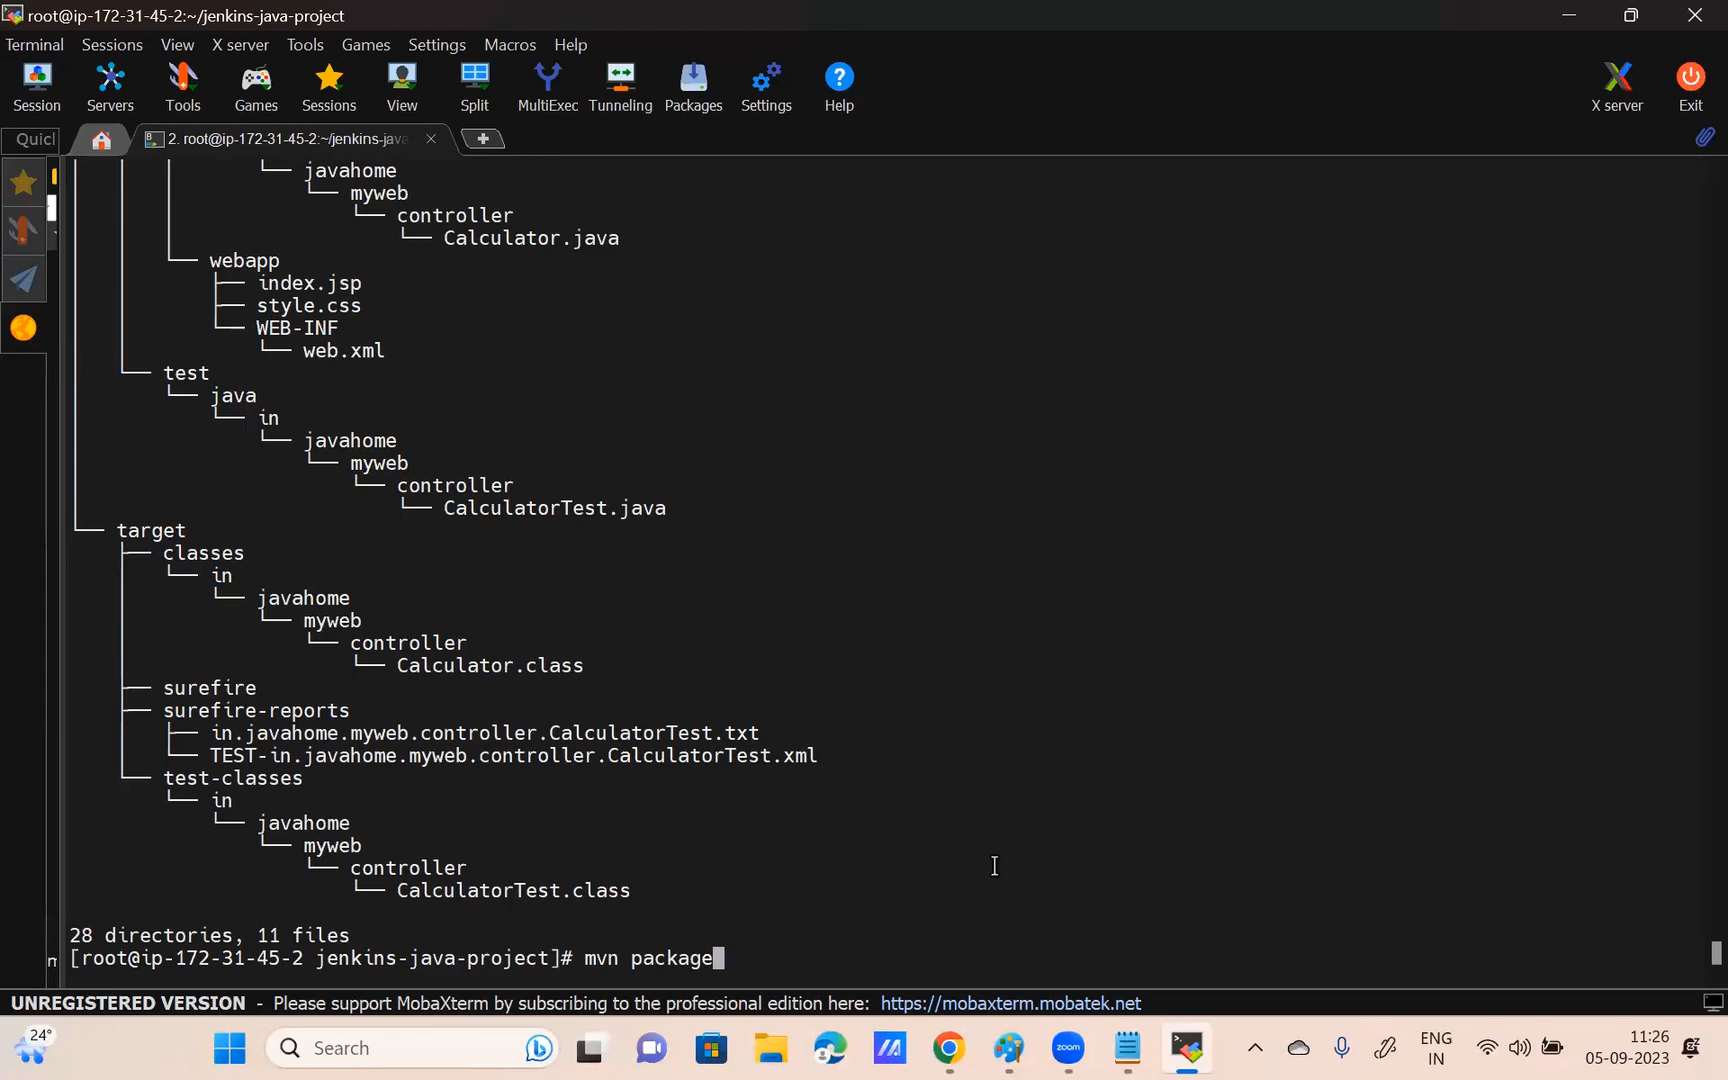 root@ip-172-31-45-2:~/jenkins-java-project
Terminal Sessions View X server Tools Games Settings Macros Help
Session Servers Tools Games Sessions View Split MultiExec Tunneling Packages Settings Help X server Exit
Quicl 2. root@ip-172-31-45-2:~/jenkins-java
└── javahome
└── myweb
└── controller
└── Calculator.java
└── webapp
├── index.jsp
├── style.css
└── WEB-INF
└── web.xml
└── test
└── java
└── in
└── javahome
└── myweb
└── controller
└── CalculatorTest.java
└── target
├── classes
└── in
└── javahome
└── myweb
└── controller
└── Calculator.class
├── surefire
├── surefire-reports
├── in.javahome.myweb.controller.CalculatorTest.txt
└── TEST-in.javahome.myweb.controller.CalculatorTest.xml
└── test-classes
└── in
└── javahome
└── myweb
└── controller
└── CalculatorTest.class
28 directories, 11 files
[root@ip-172-31-45-2 jenkins-java-project]# mvn package
UNREGISTERED VERSION - Please support MobaXterm by subscribing to the professional edition here: https://mobaxterm.mobatek.net
24°
Search
zoom
ENG
IN
11:26
05-09-2023